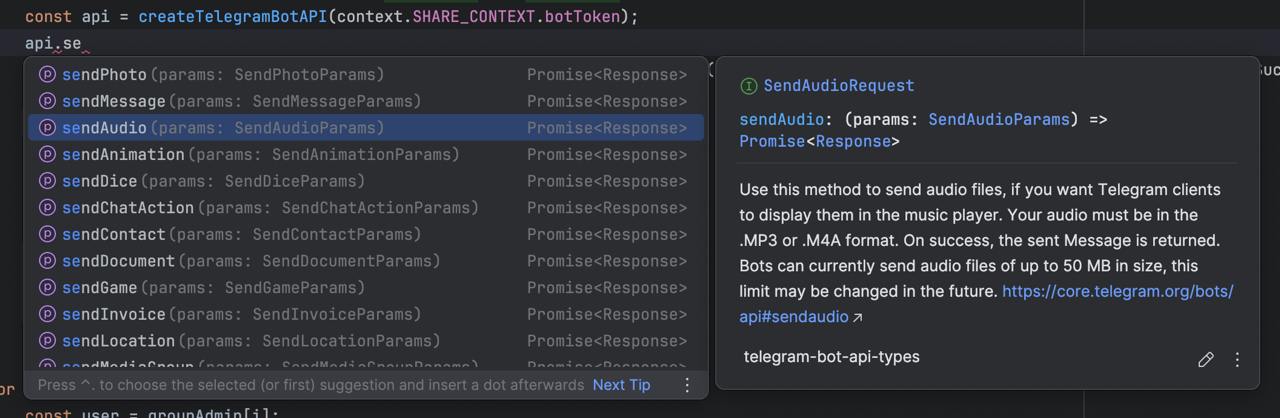 const api = createTelegramBotAPI(context.SHARE_CONTEXT.botToken);
api.se
sendPhoto(params: SendPhotoParams) Promise<Response>
sendMessage(params: SendMessageParams) Promise<Response>
sendAudio(params: SendAudioParams) Promise<Response>
sendAnimation(params: SendAnimationParams) Promise<Response>
sendDice(params: SendDiceParams) Promise<Response>
sendChatAction(params: SendChatActionParams) Promise<Response>
sendContact(params: SendContactParams) Promise<Response>
sendDocument(params: SendDocumentParams) Promise<Response>
sendGame(params: SendGameParams) Promise<Response>
sendInvoice(params: SendInvoiceParams) Promise<Response>
sendLocation(params: SendLocationParams) Promise<Response>
sendMediaGroup(params: SendMediaGroupParams) Promise<Response>
Press ^. to choose the selected (or first) suggestion and insert a dot afterwards Next Tip
SendAudioRequest
sendAudio: (params: SendAudioParams) =>
Promise<Response>
Use this method to send audio files, if you want Telegram clients
to display them in the music player. Your audio must be in the
.MP3 or .M4A format. On success, the sent Message is returned.
Bots can currently send audio files of up to 50 MB in size, this
limit may be changed in the future. https://core.telegram.org/bots/
api#sendaudio ↗
telegram-bot-api-types
or
const user = groupAdmin[i];